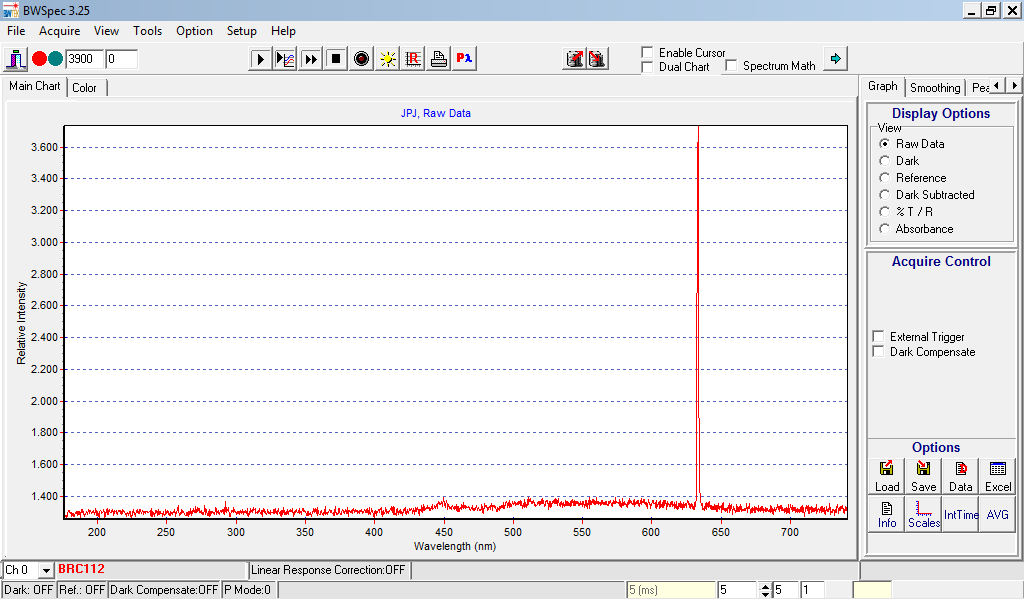 BWSpec 3.25
File Acquire View Tools Option Setup Help
3900 0 Pλ Enable Cursor
Dual Chart Spectrum Math
Main Chart Color Graph Smoothing Pea
JPJ, Raw Data
Relative Intensity
3.600
3.400
3.200
3.000
2.800
2.600
2.400
2.200
2.000
1.800
1.600
1.400
200 250 300 350 400 450 500 550 600 650 700
Wavelength (nm)
Display Options
View
Raw Data
Dark
Reference
Dark Subtracted
% T / R
Absorbance
Acquire Control
External Trigger
Dark Compensate
Options
Load Save Data Excel
Info Scales IntTime AVG
Ch 0 BRC112 Linear Response Correction:OFF
Dark: OFF Ref.: OFF Dark Compensate:OFF P Mode:0 5 (ms) 5 5 1